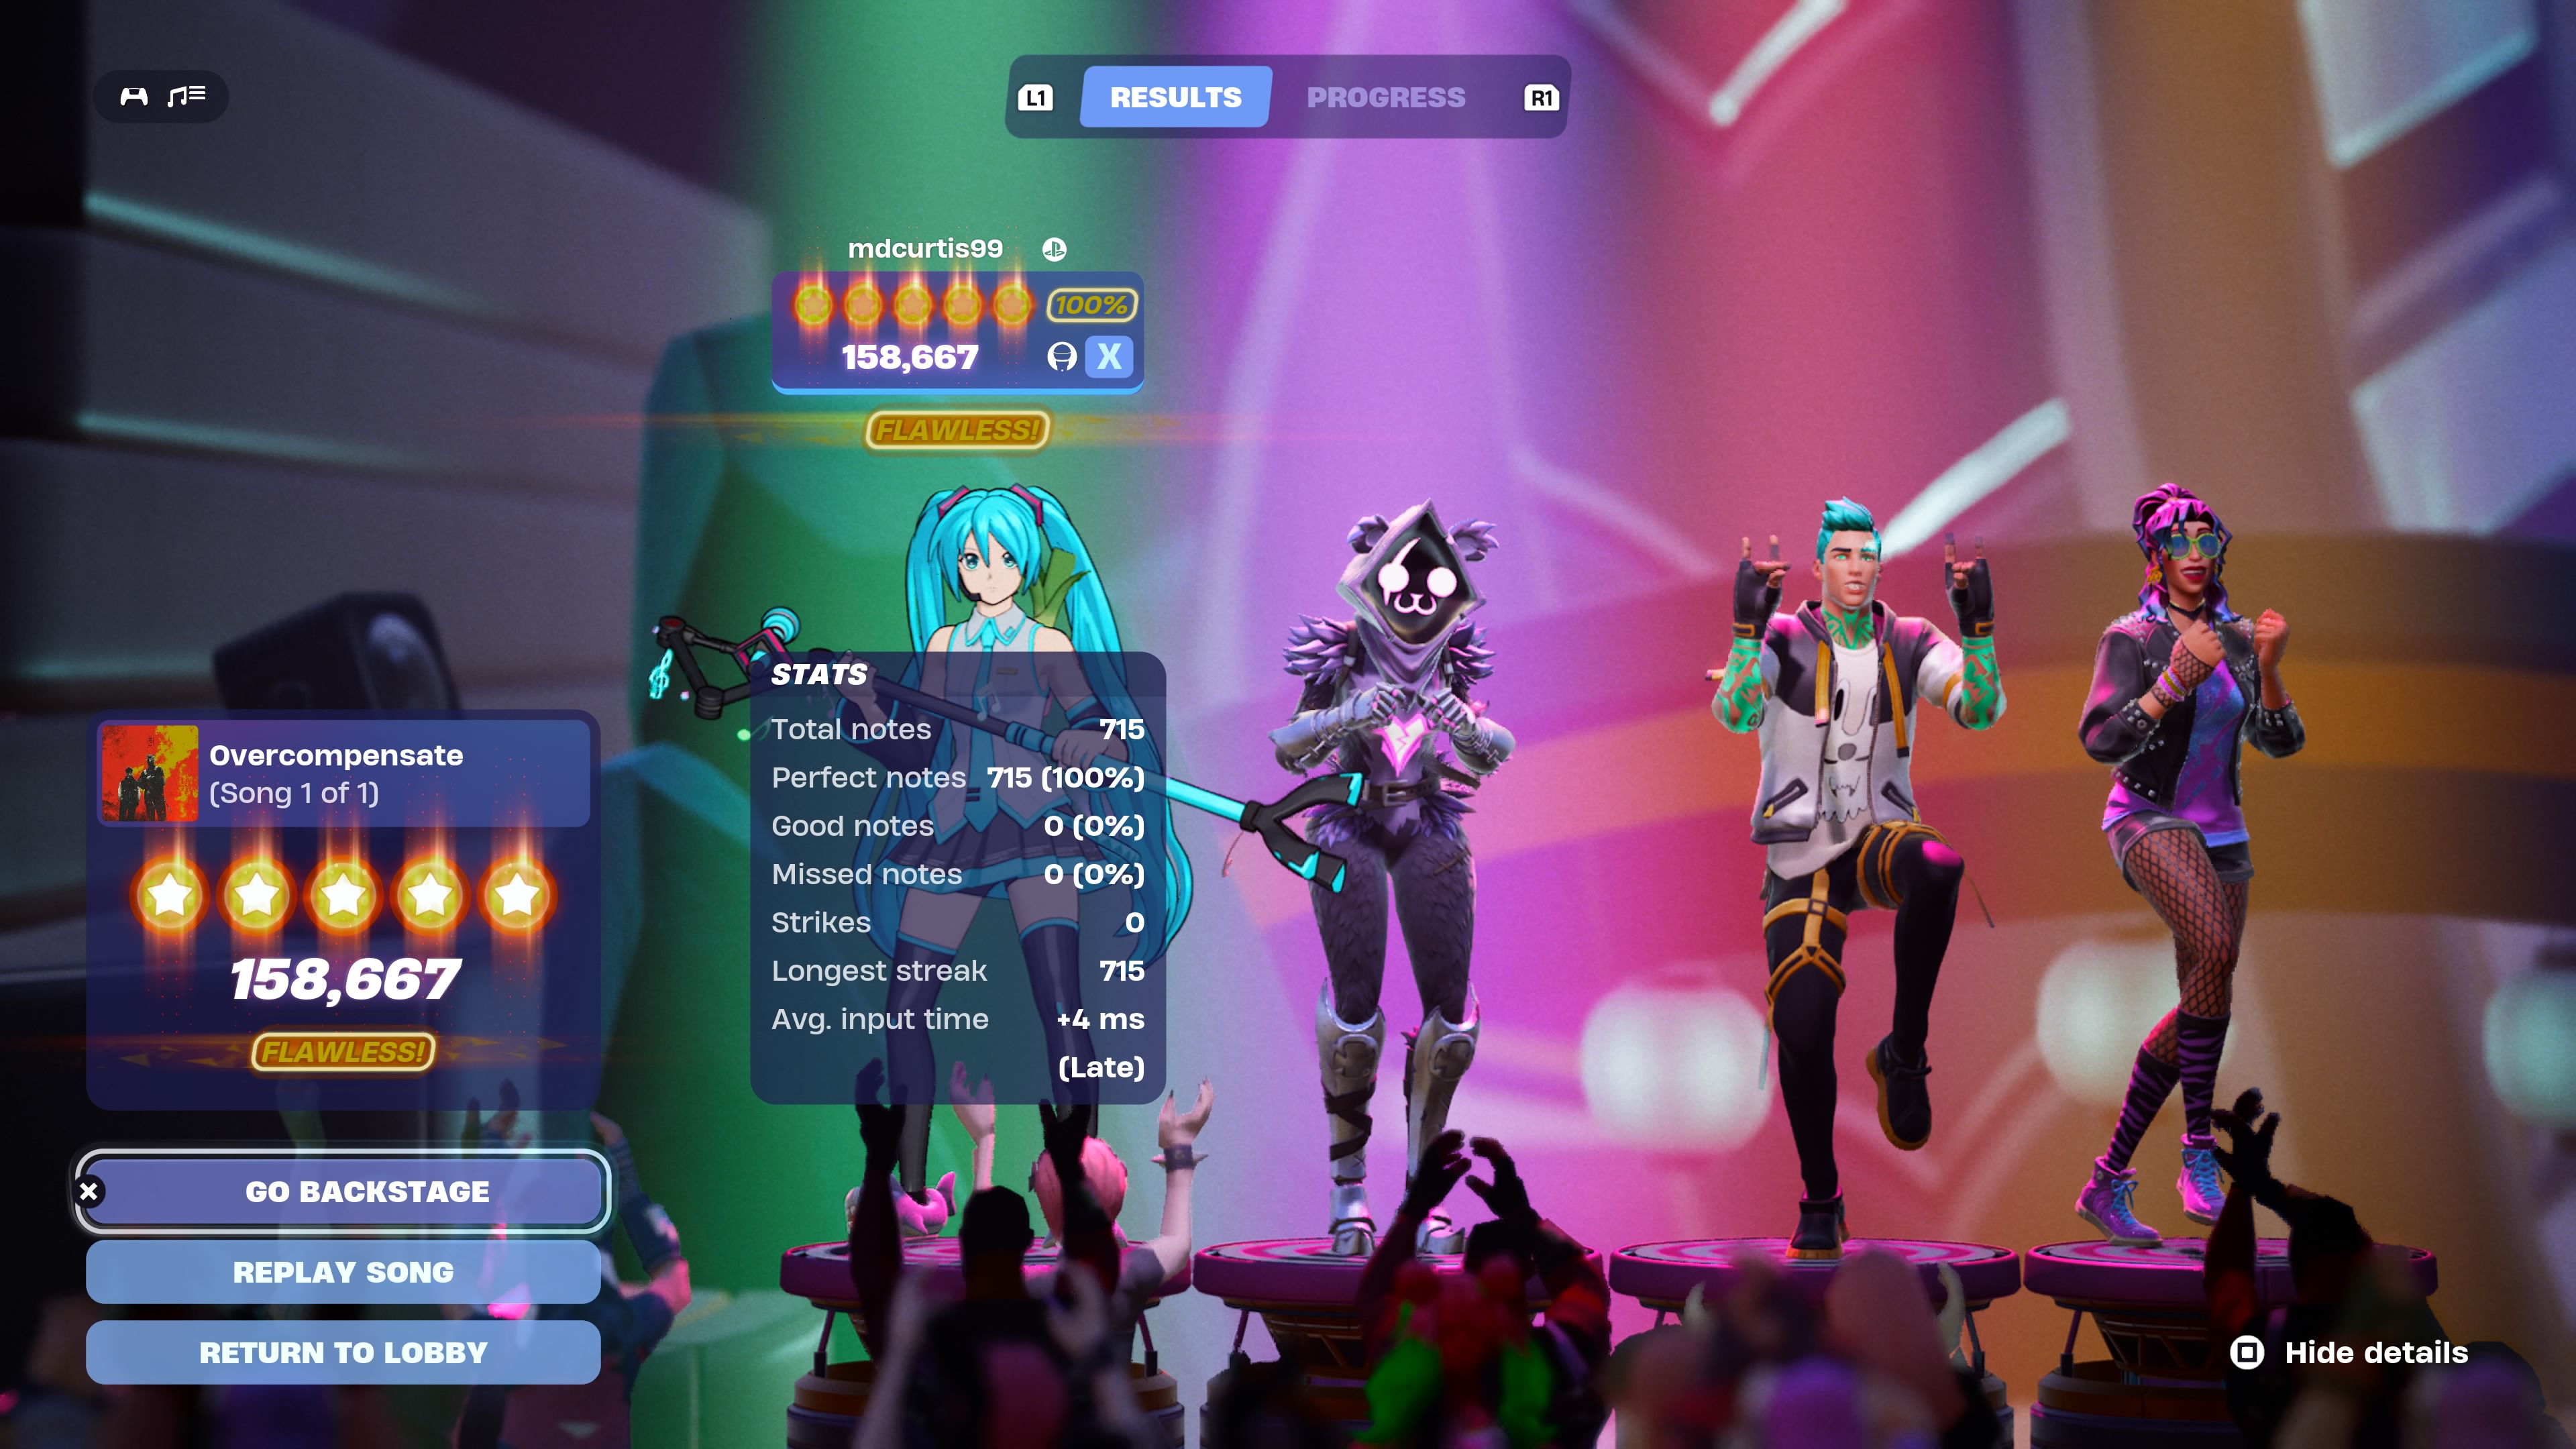 L1
RESULTS
PROGRESS
R1
mdcurtis99
100%
158,667
X
FLAWLESS!
STATS
Total notes 715
Perfect notes 715 (100%)
Good notes 0 (0%)
Missed notes 0 (0%)
Strikes 0
Longest streak 715
Avg. input time +4 ms
(Late)
Overcompensate
(Song 1 of 1)
158,667
FLAWLESS!
GO BACKSTAGE
REPLAY SONG
RETURN TO LOBBY
Hide details